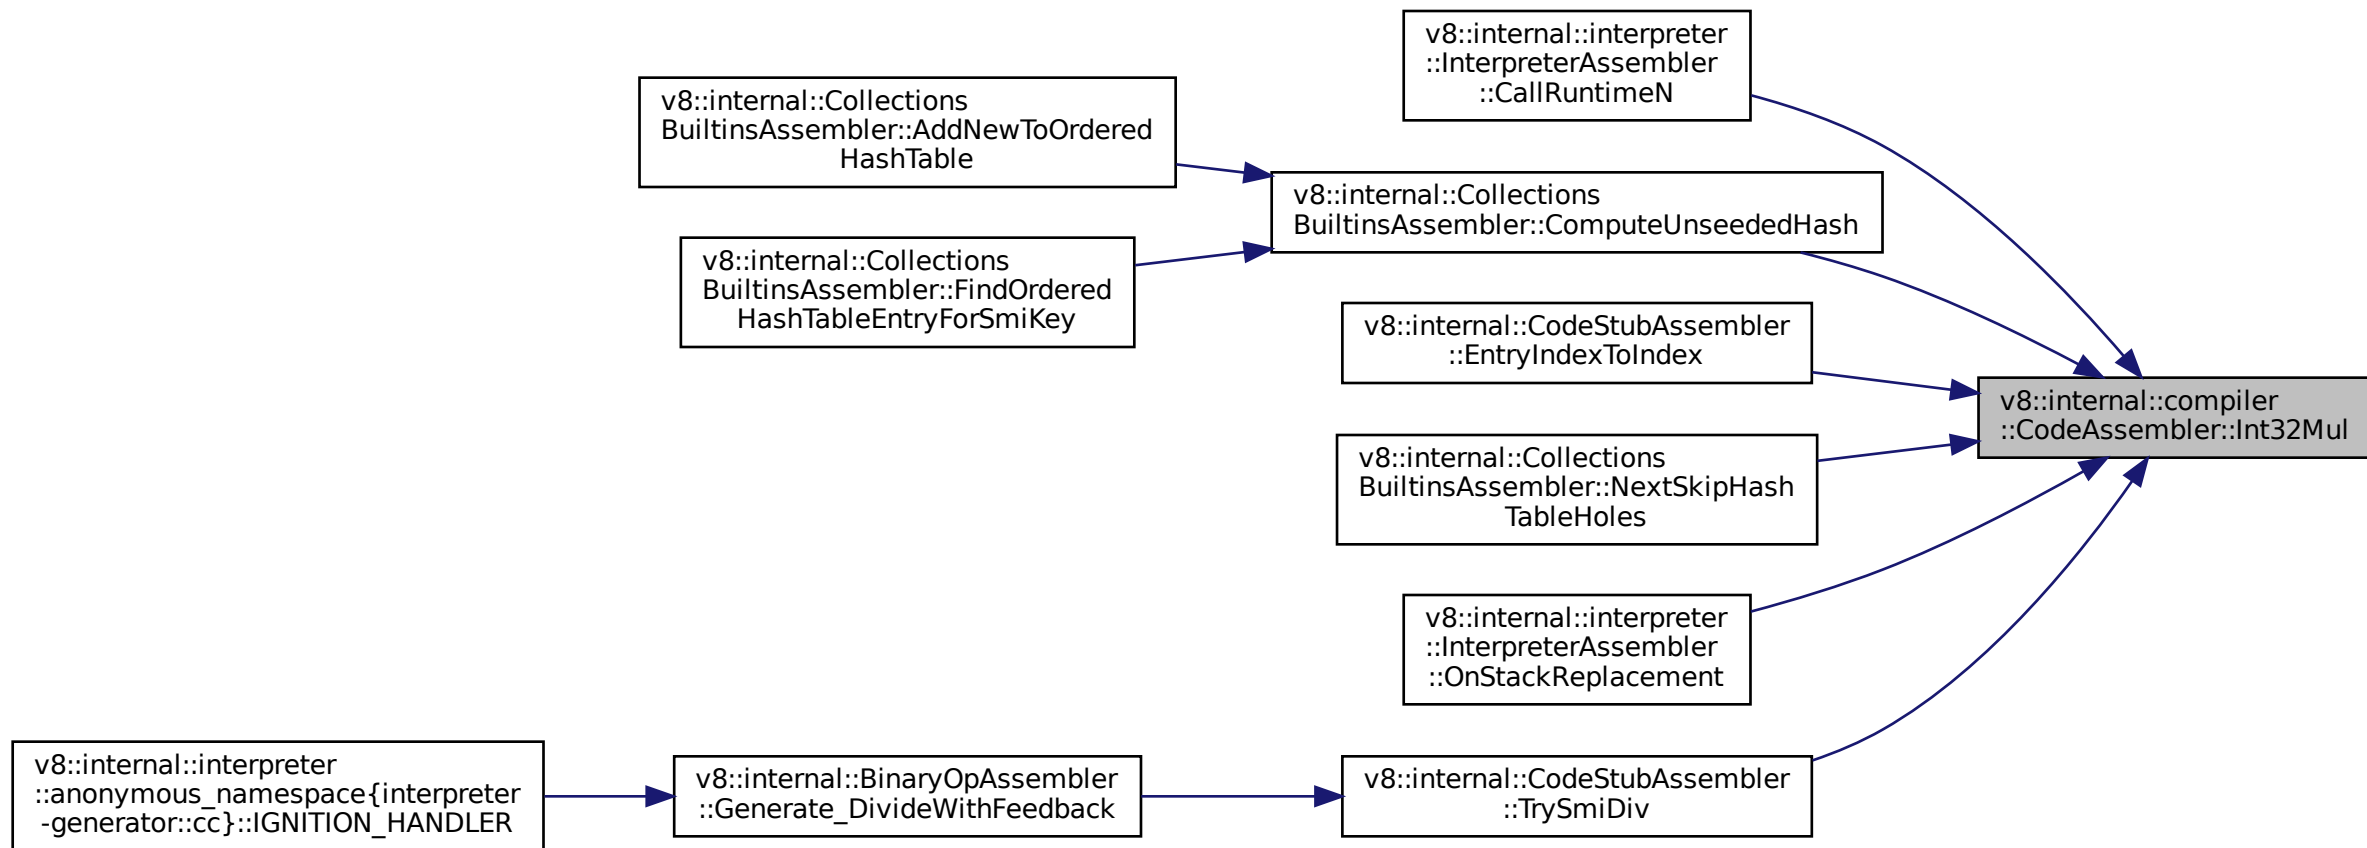 v8::internal::interpreter
::InterpreterAssembler
::CallRuntimeN
v8::internal::Collections
BuiltinsAssembler::AddNewToOrdered
HashTable
v8::internal::Collections
BuiltinsAssembler::ComputeUnseededHash
v8::internal::Collections
BuiltinsAssembler::FindOrdered
HashTableEntryForSmiKey
v8::internal::CodeStubAssembler
::EntryIndexToIndex
v8::internal::compiler
::CodeAssembler::Int32Mul
v8::internal::Collections
BuiltinsAssembler::NextSkipHash
TableHoles
v8::internal::interpreter
::InterpreterAssembler
::OnStackReplacement
v8::internal::interpreter
::anonymous_namespace{interpreter
-generator::cc}::IGNITION_HANDLER
v8::internal::BinaryOpAssembler
::Generate_DivideWithFeedback
v8::internal::CodeStubAssembler
::TrySmiDiv